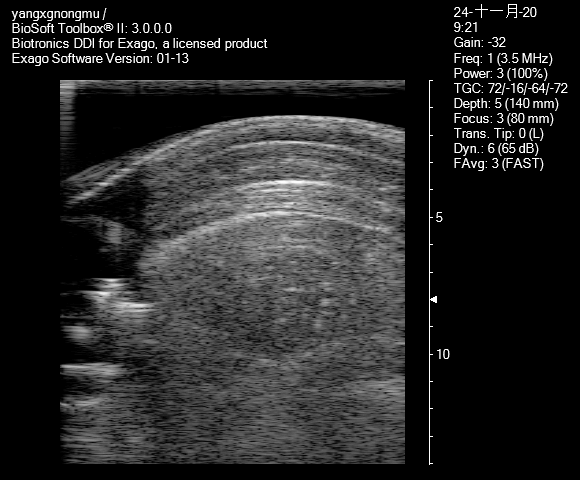 yangxgnongmu /
BioSoft Toolbox® II: 3.0.0.0
Biotronics DDI for Exago, a licensed product
Exago Software Version: 01-13
24-十一月-20
9:21
Gain: -32
Freq: 1 (3.5 MHz)
Power: 3 (100%)
TGC: 72/-16/-64/-72
Depth: 5 (140 mm)
Focus: 3 (80 mm)
Trans. Tip: 0 (L)
Dyn.: 6 (65 dB)
FAvg: 3 (FAST)
5
10